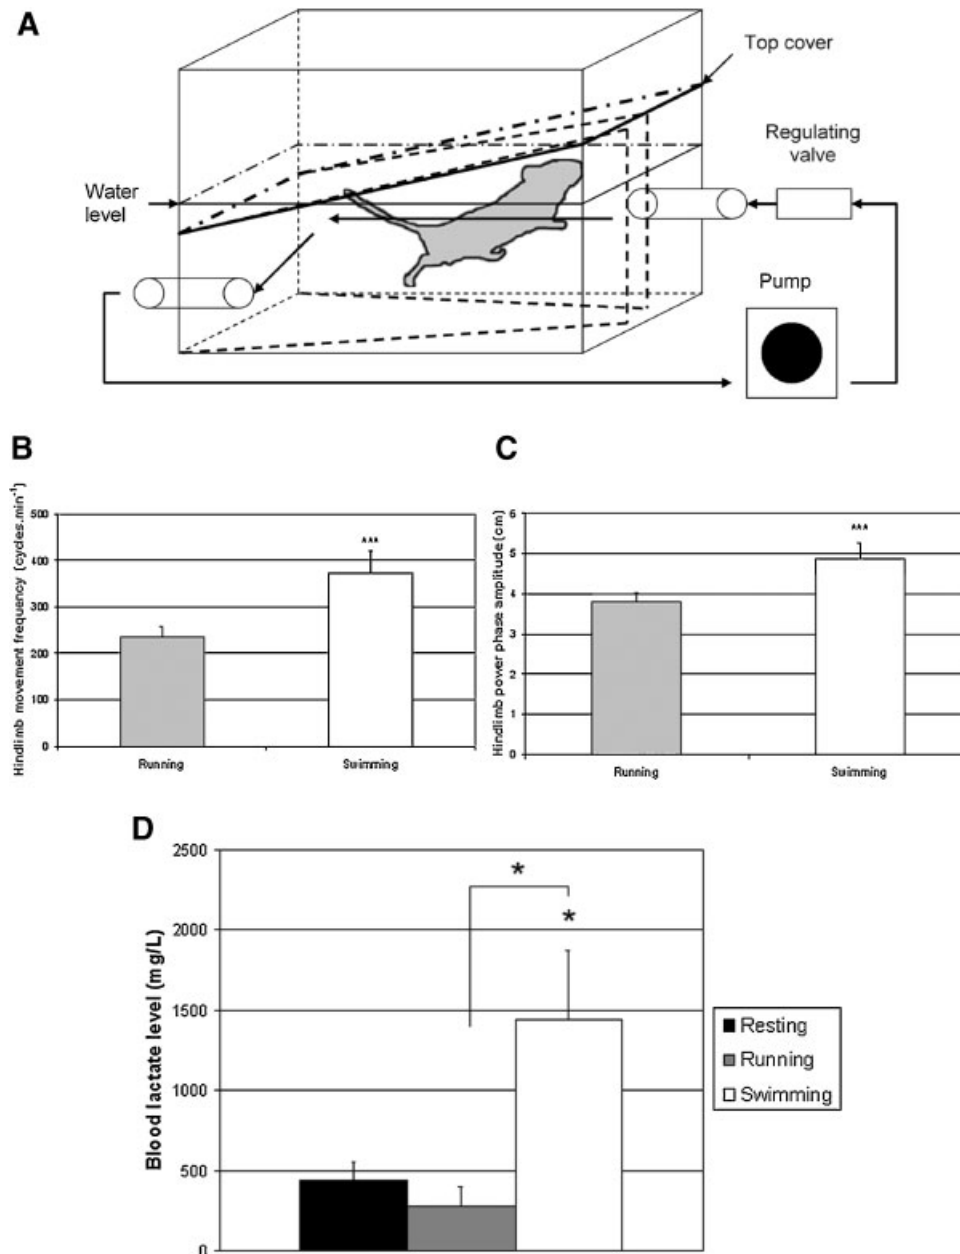 A
Top cover
Regulating
valve
Water
level
Pump
B
Hindlimb movement frequency (cycles.min⁻¹)
500
400
300
200
100
0
***
Running
Swimming
C
Hindlimb power phase amplitude (cm)
6
5
4
3
2
1
0
***
Running
Swimming
D
Blood lactate level (mg/L)
2500
2000
1500
1000
500
0
*
*
Resting
Running
Swimming